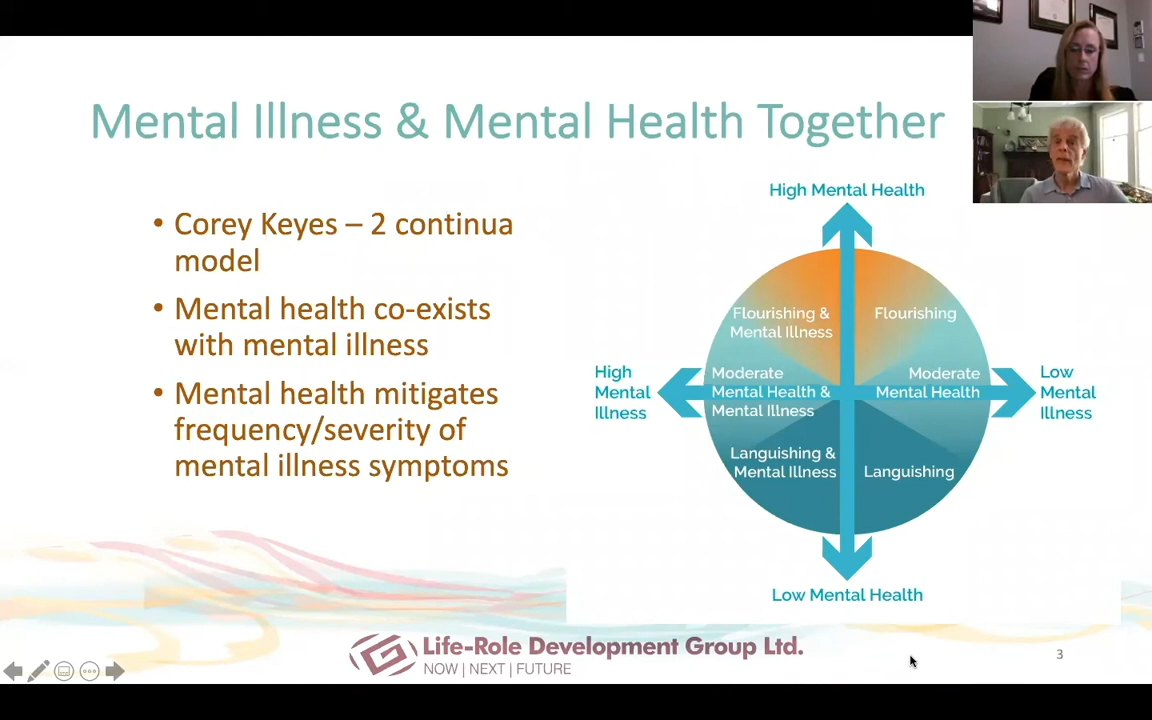 Mental Illness & Mental Health Together
• Corey Keyes – 2 continua
model
• Mental health co-exists
with mental illness
• Mental health mitigates
frequency/severity of
mental illness symptoms
High Mental Health
Flourishing &
Mental Illness
Flourishing
High
Mental
Illness
Moderate
Mental Health &
Mental Illness
Moderate
Mental Health
Low
Mental
Illness
Languishing &
Mental Illness
Languishing
Low Mental Health
Life-Role Development Group Ltd.
NOW | NEXT | FUTURE
3